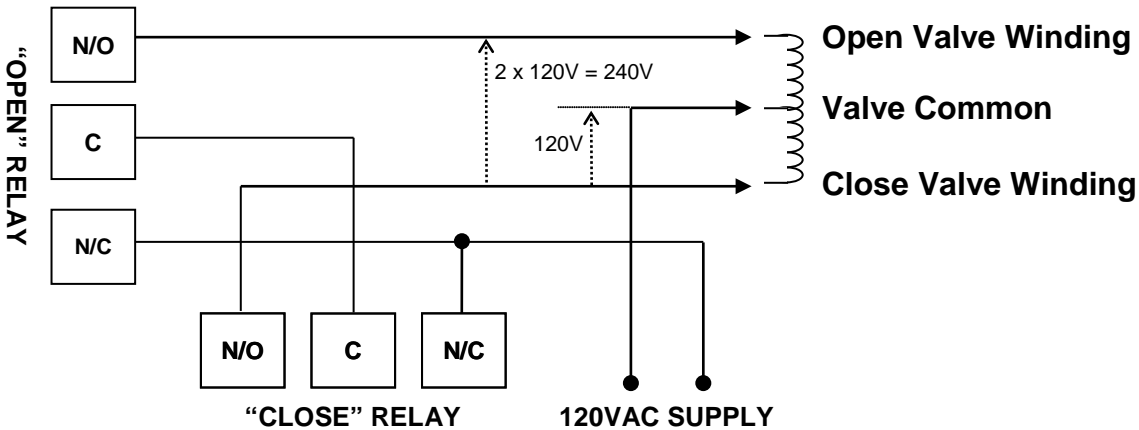 N/O
Open Valve Winding
2 x 120V = 240V
"OPEN" RELAY
C
Valve Common
120V
Close Valve Winding
N/C
N/O
C
N/C
“CLOSE” RELAY
120VAC SUPPLY